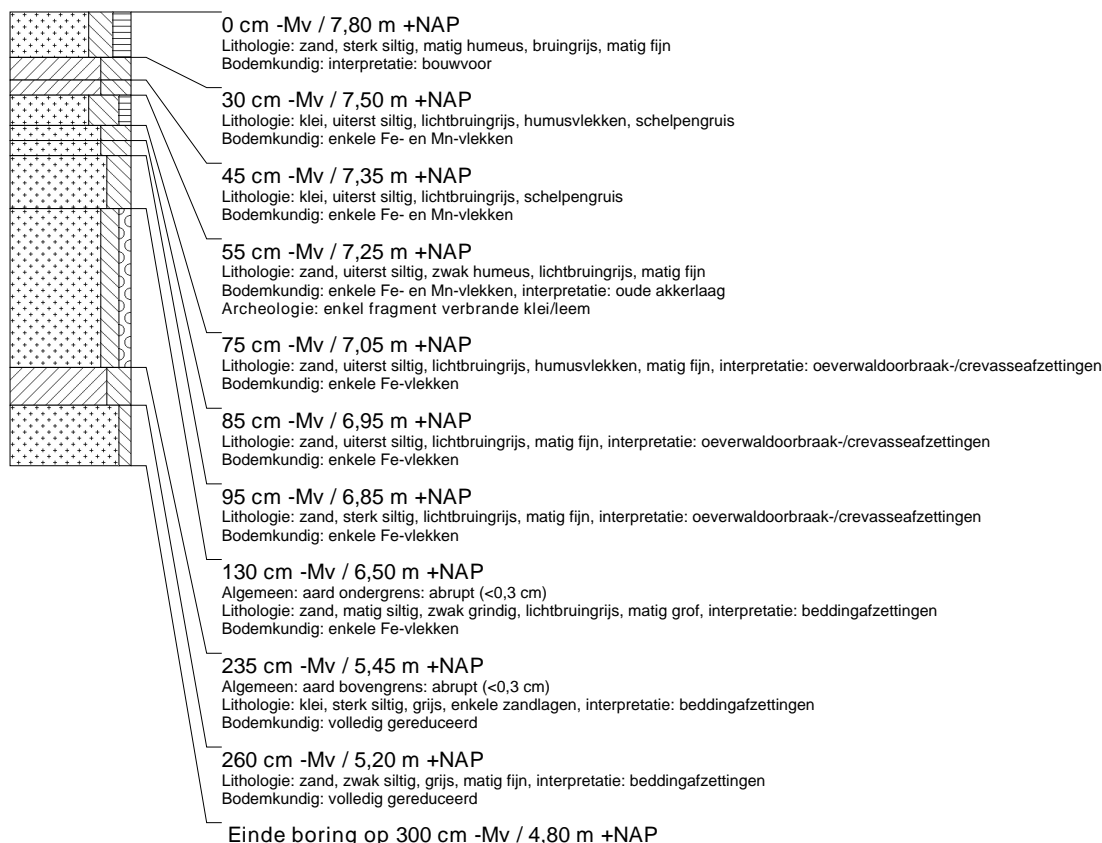 0 cm -Mv / 7,80 m +NAP
Lithologie: zand, sterk siltig, matig humeus, bruingrijs, matig fijn
Bodemkundig: interpretatie: bouwvoor
30 cm -Mv / 7,50 m +NAP
Lithologie: klei, uiterst siltig, lichtbruingrijs, humusvlekken, schelpengruis
Bodemkundig: enkele Fe- en Mn-vlekken
45 cm -Mv / 7,35 m +NAP
Lithologie: klei, uiterst siltig, lichtbruingrijs, schelpengruis
Bodemkundig: enkele Fe- en Mn-vlekken
55 cm -Mv / 7,25 m +NAP
Lithologie: zand, uiterst siltig, zwak humeus, lichtbruingrijs, matig fijn
Bodemkundig: enkele Fe- en Mn-vlekken, interpretatie: oude akkerlaag
Archeologie: enkel fragment verbrande klei/leem
75 cm -Mv / 7,05 m +NAP
Lithologie: zand, uiterst siltig, lichtbruingrijs, humusvlekken, matig fijn, interpretatie: oeverwaldoorbraak-/crevasseafzettingen
Bodemkundig: enkele Fe-vlekken
85 cm -Mv / 6,95 m +NAP
Lithologie: zand, uiterst siltig, lichtbruingrijs, matig fijn, interpretatie: oeverwaldoorbraak-/crevasseafzettingen
Bodemkundig: enkele Fe-vlekken
95 cm -Mv / 6,85 m +NAP
Lithologie: zand, sterk siltig, lichtbruingrijs, matig fijn, interpretatie: oeverwaldoorbraak-/crevasseafzettingen
Bodemkundig: enkele Fe-vlekken
130 cm -Mv / 6,50 m +NAP
Algemeen: aard ondergrens: abrupt (<0,3 cm)
Lithologie: zand, matig siltig, zwak grindig, lichtbruingrijs, matig grof, interpretatie: beddingafzettingen
Bodemkundig: enkele Fe-vlekken
235 cm -Mv / 5,45 m +NAP
Algemeen: aard bovengrens: abrupt (<0,3 cm)
Lithologie: klei, sterk siltig, grijs, enkele zandlagen, interpretatie: beddingafzettingen
Bodemkundig: volledig gereduceerd
260 cm -Mv / 5,20 m +NAP
Lithologie: zand, zwak siltig, grijs, matig fijn, interpretatie: beddingafzettingen
Bodemkundig: volledig gereduceerd
Einde boring op 300 cm -Mv / 4,80 m +NAP